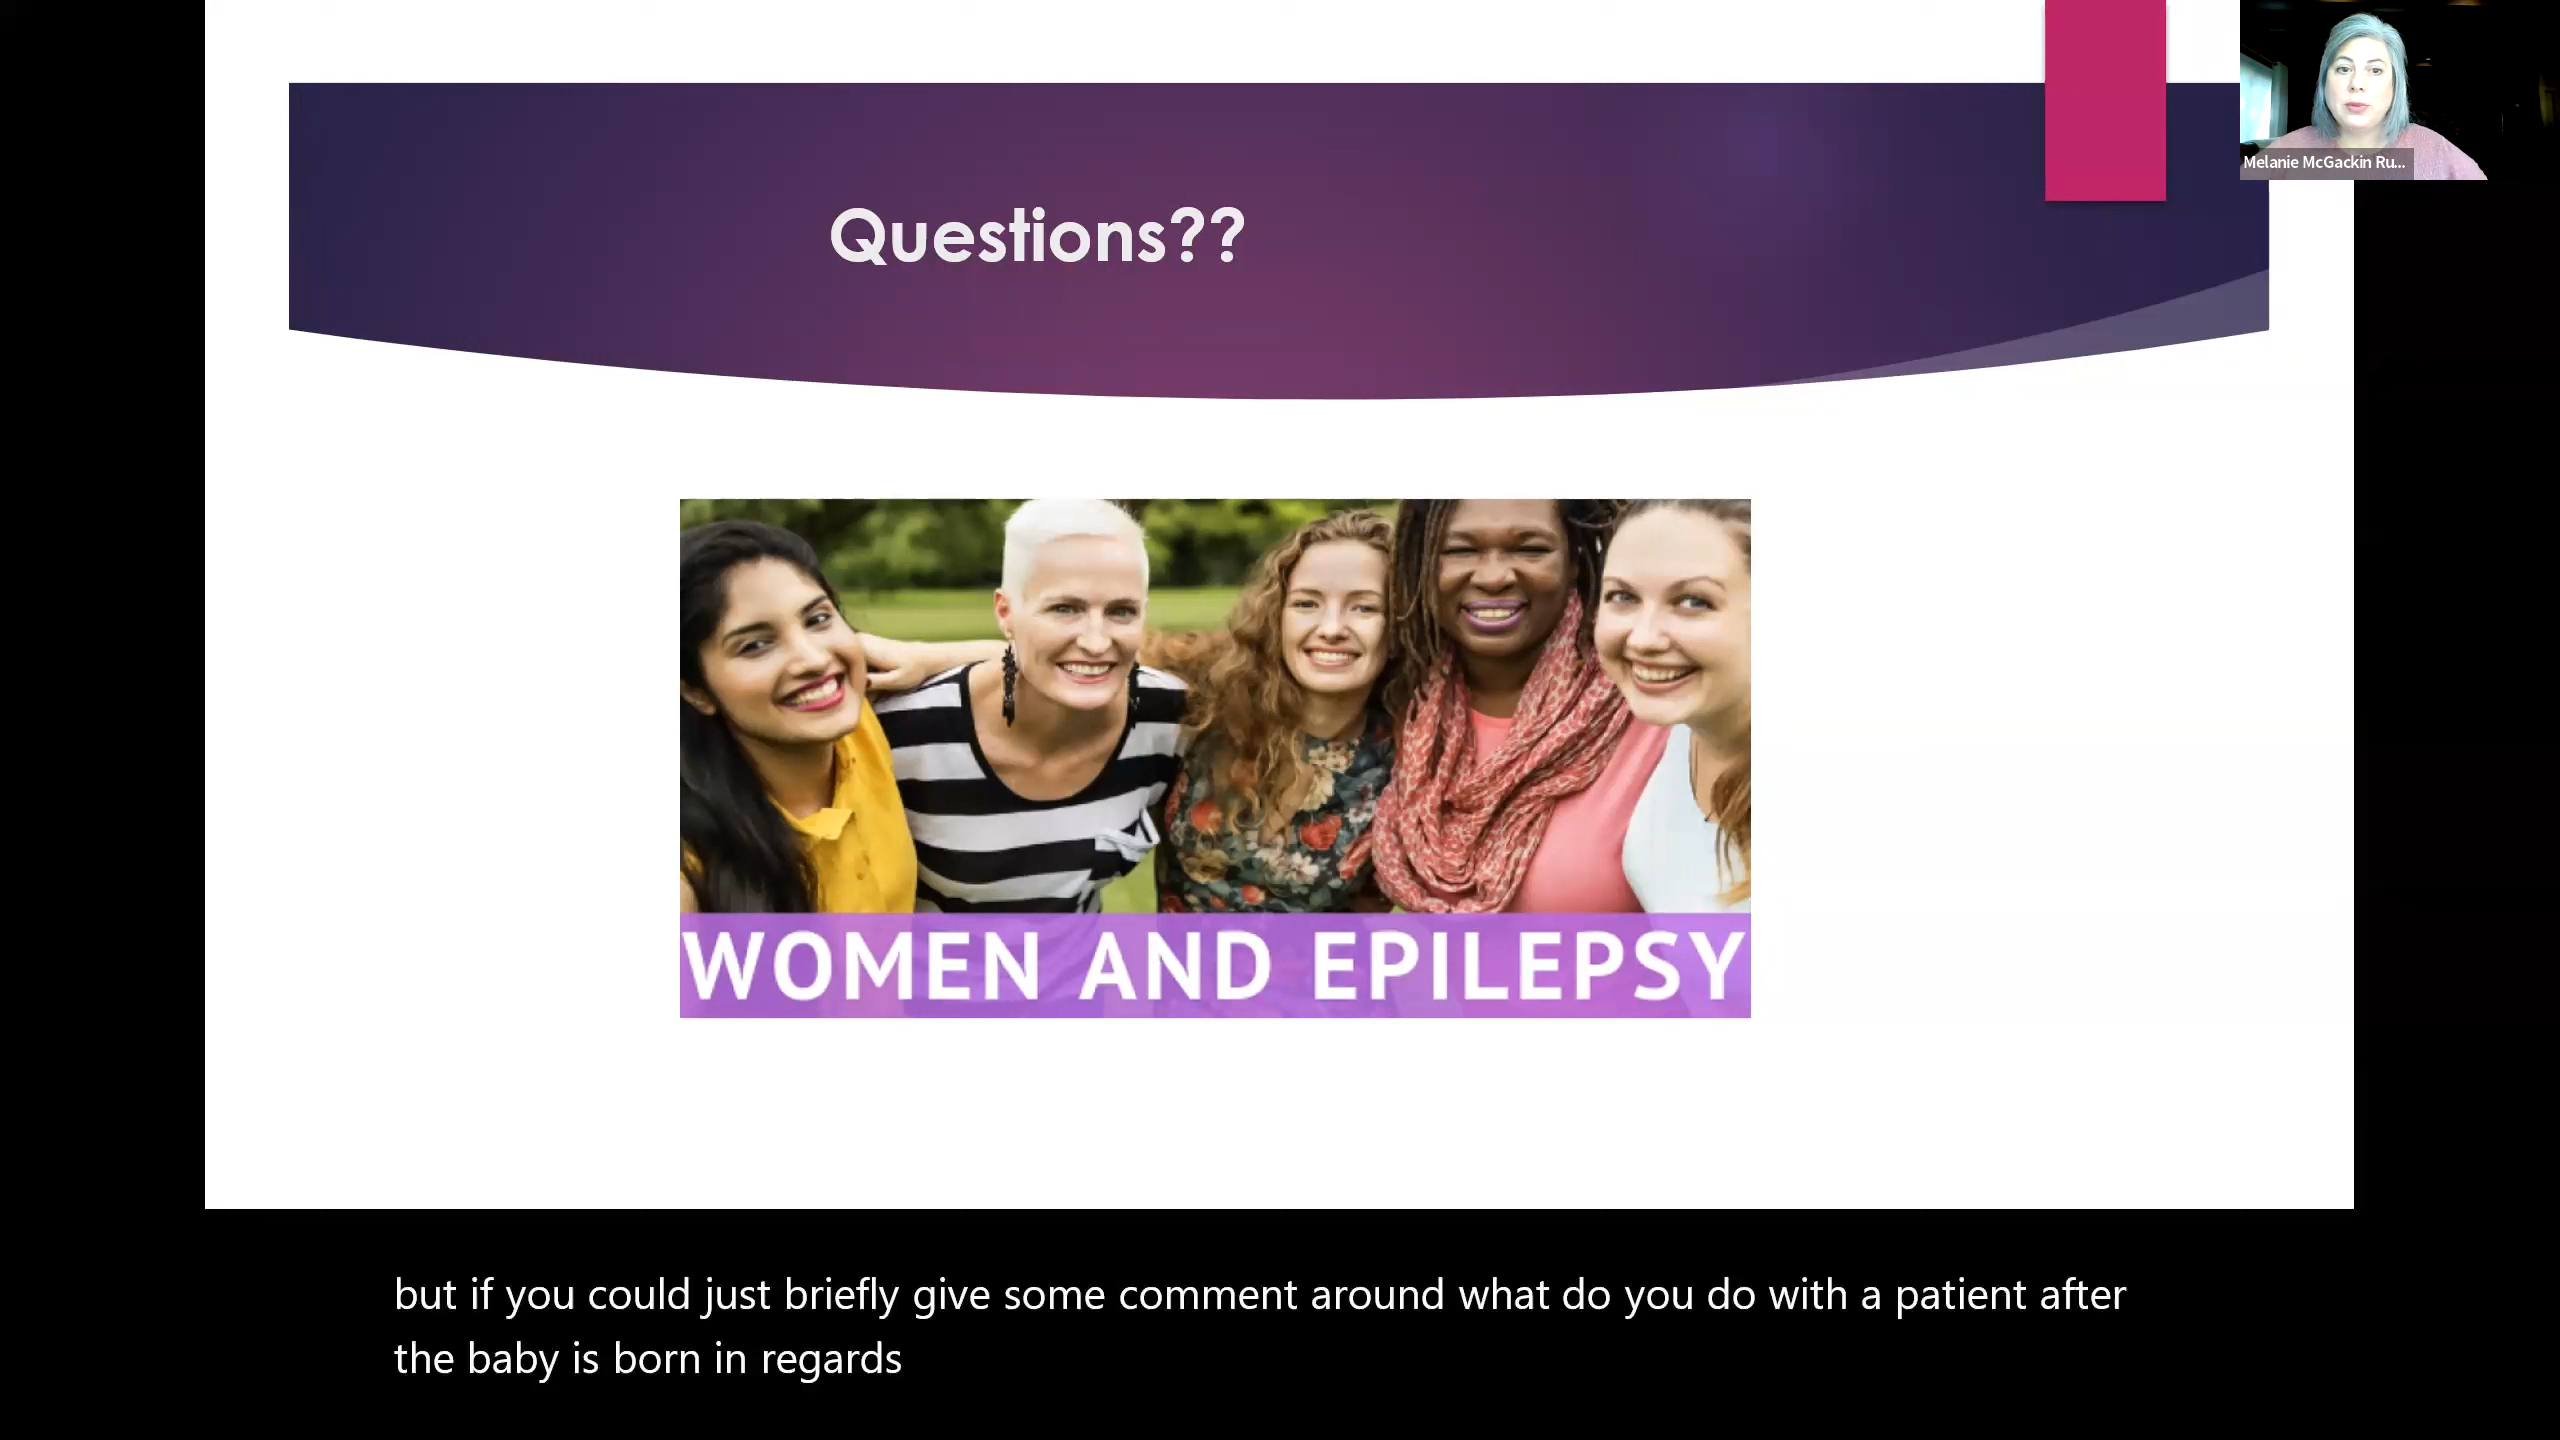 Questions??
Melanie McGackin Ru...
WOMEN AND EPILEPSY
but if you could just briefly give some comment around what do you do with a patient after
the baby is born in regards